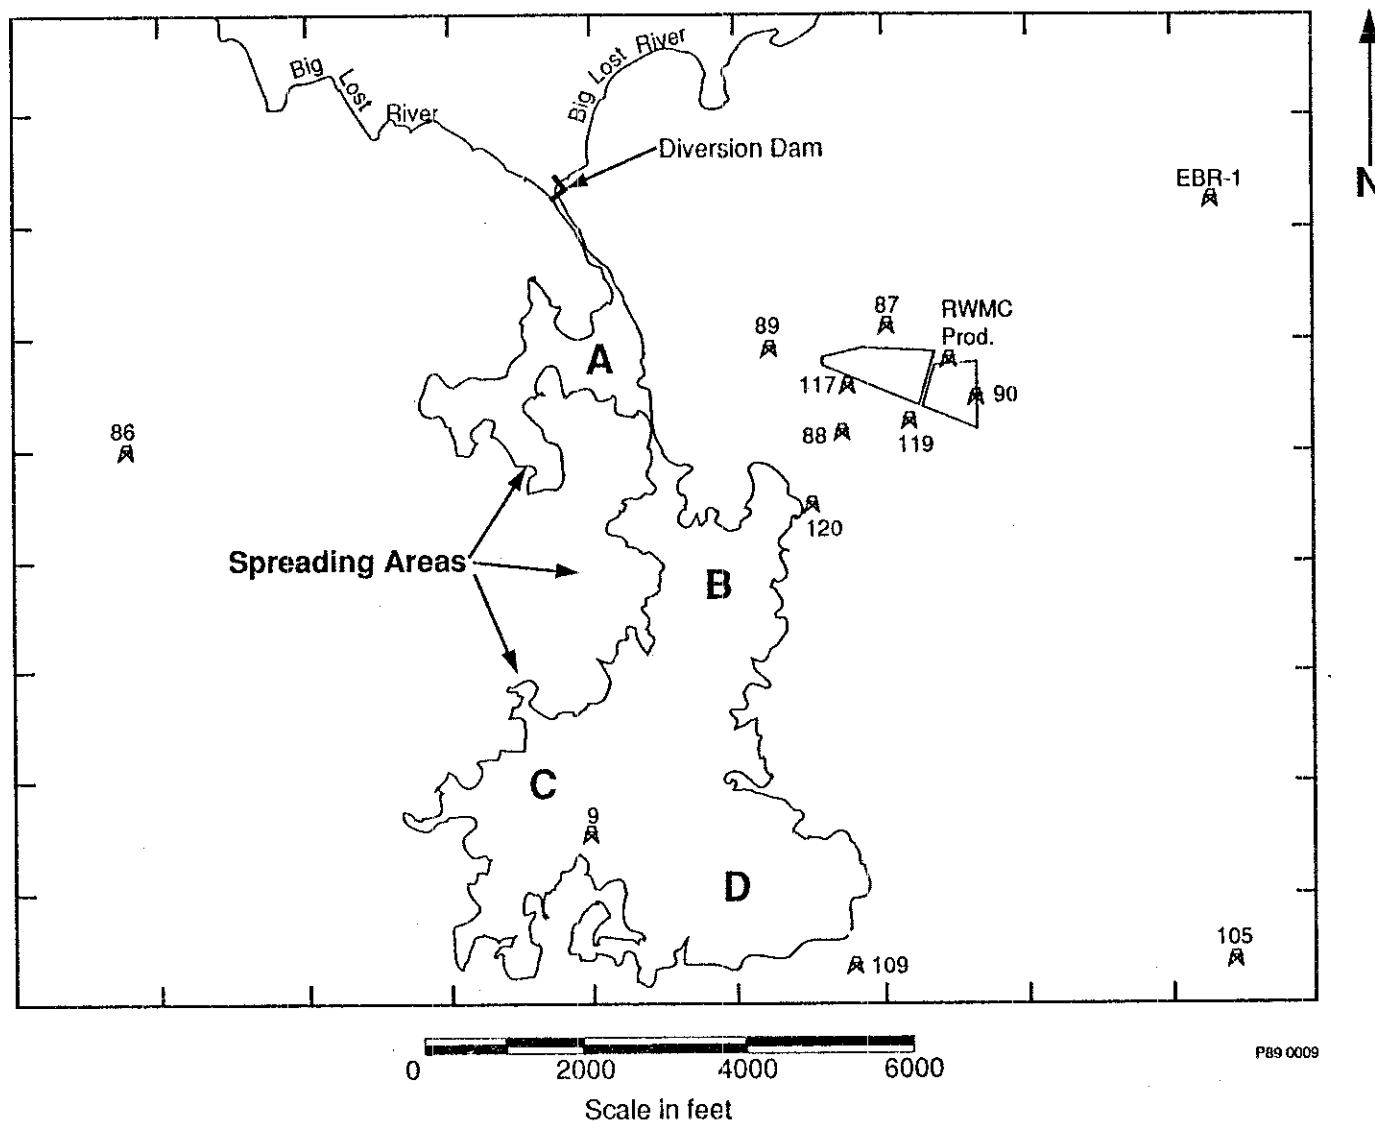 Big Lost River
Big Lost River
Diversion Dam
EBR-1
N
87
RWMC
Prod.
89
A
117
90
86
88
119
120
Spreading Areas
B
C
9
D
105
109
0 2000 4000 6000
P89 0009
Scale in feet